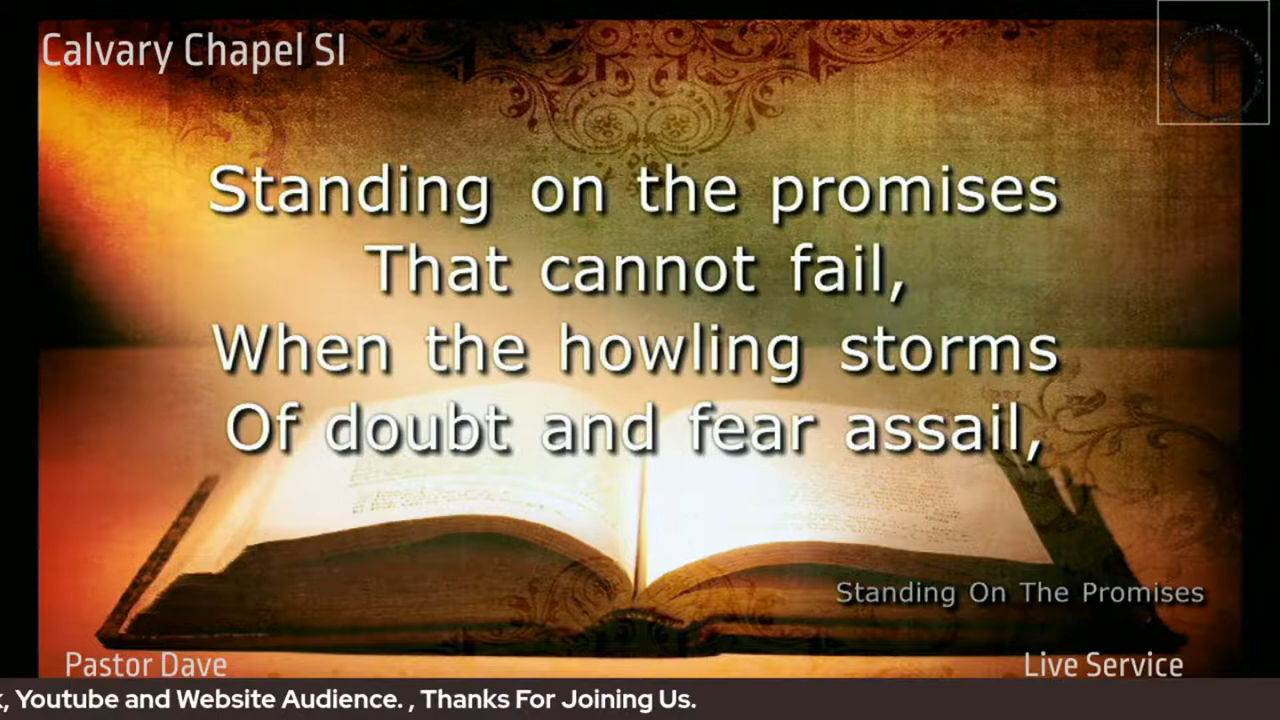 Calvary Chapel SI
Standing on the promises
That cannot fail,
When the howling storms
Of doubt and fear assail,
Standing On The Promises
Pastor Dave
Live Service
, Youtube and Website Audience. , Thanks For Joining Us.